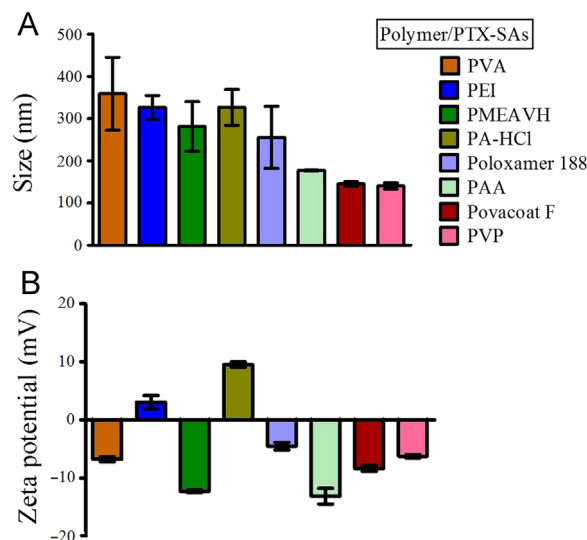 A
Polymer/PTX-SAs
Size (nm)
500
400
300
200
100
0
PVA
PEI
PMEAVH
PA-HCl
Poloxamer 188
PAA
Povacoat F
PVP
B
Zeta potential (mV)
20
10
0
-10
-20